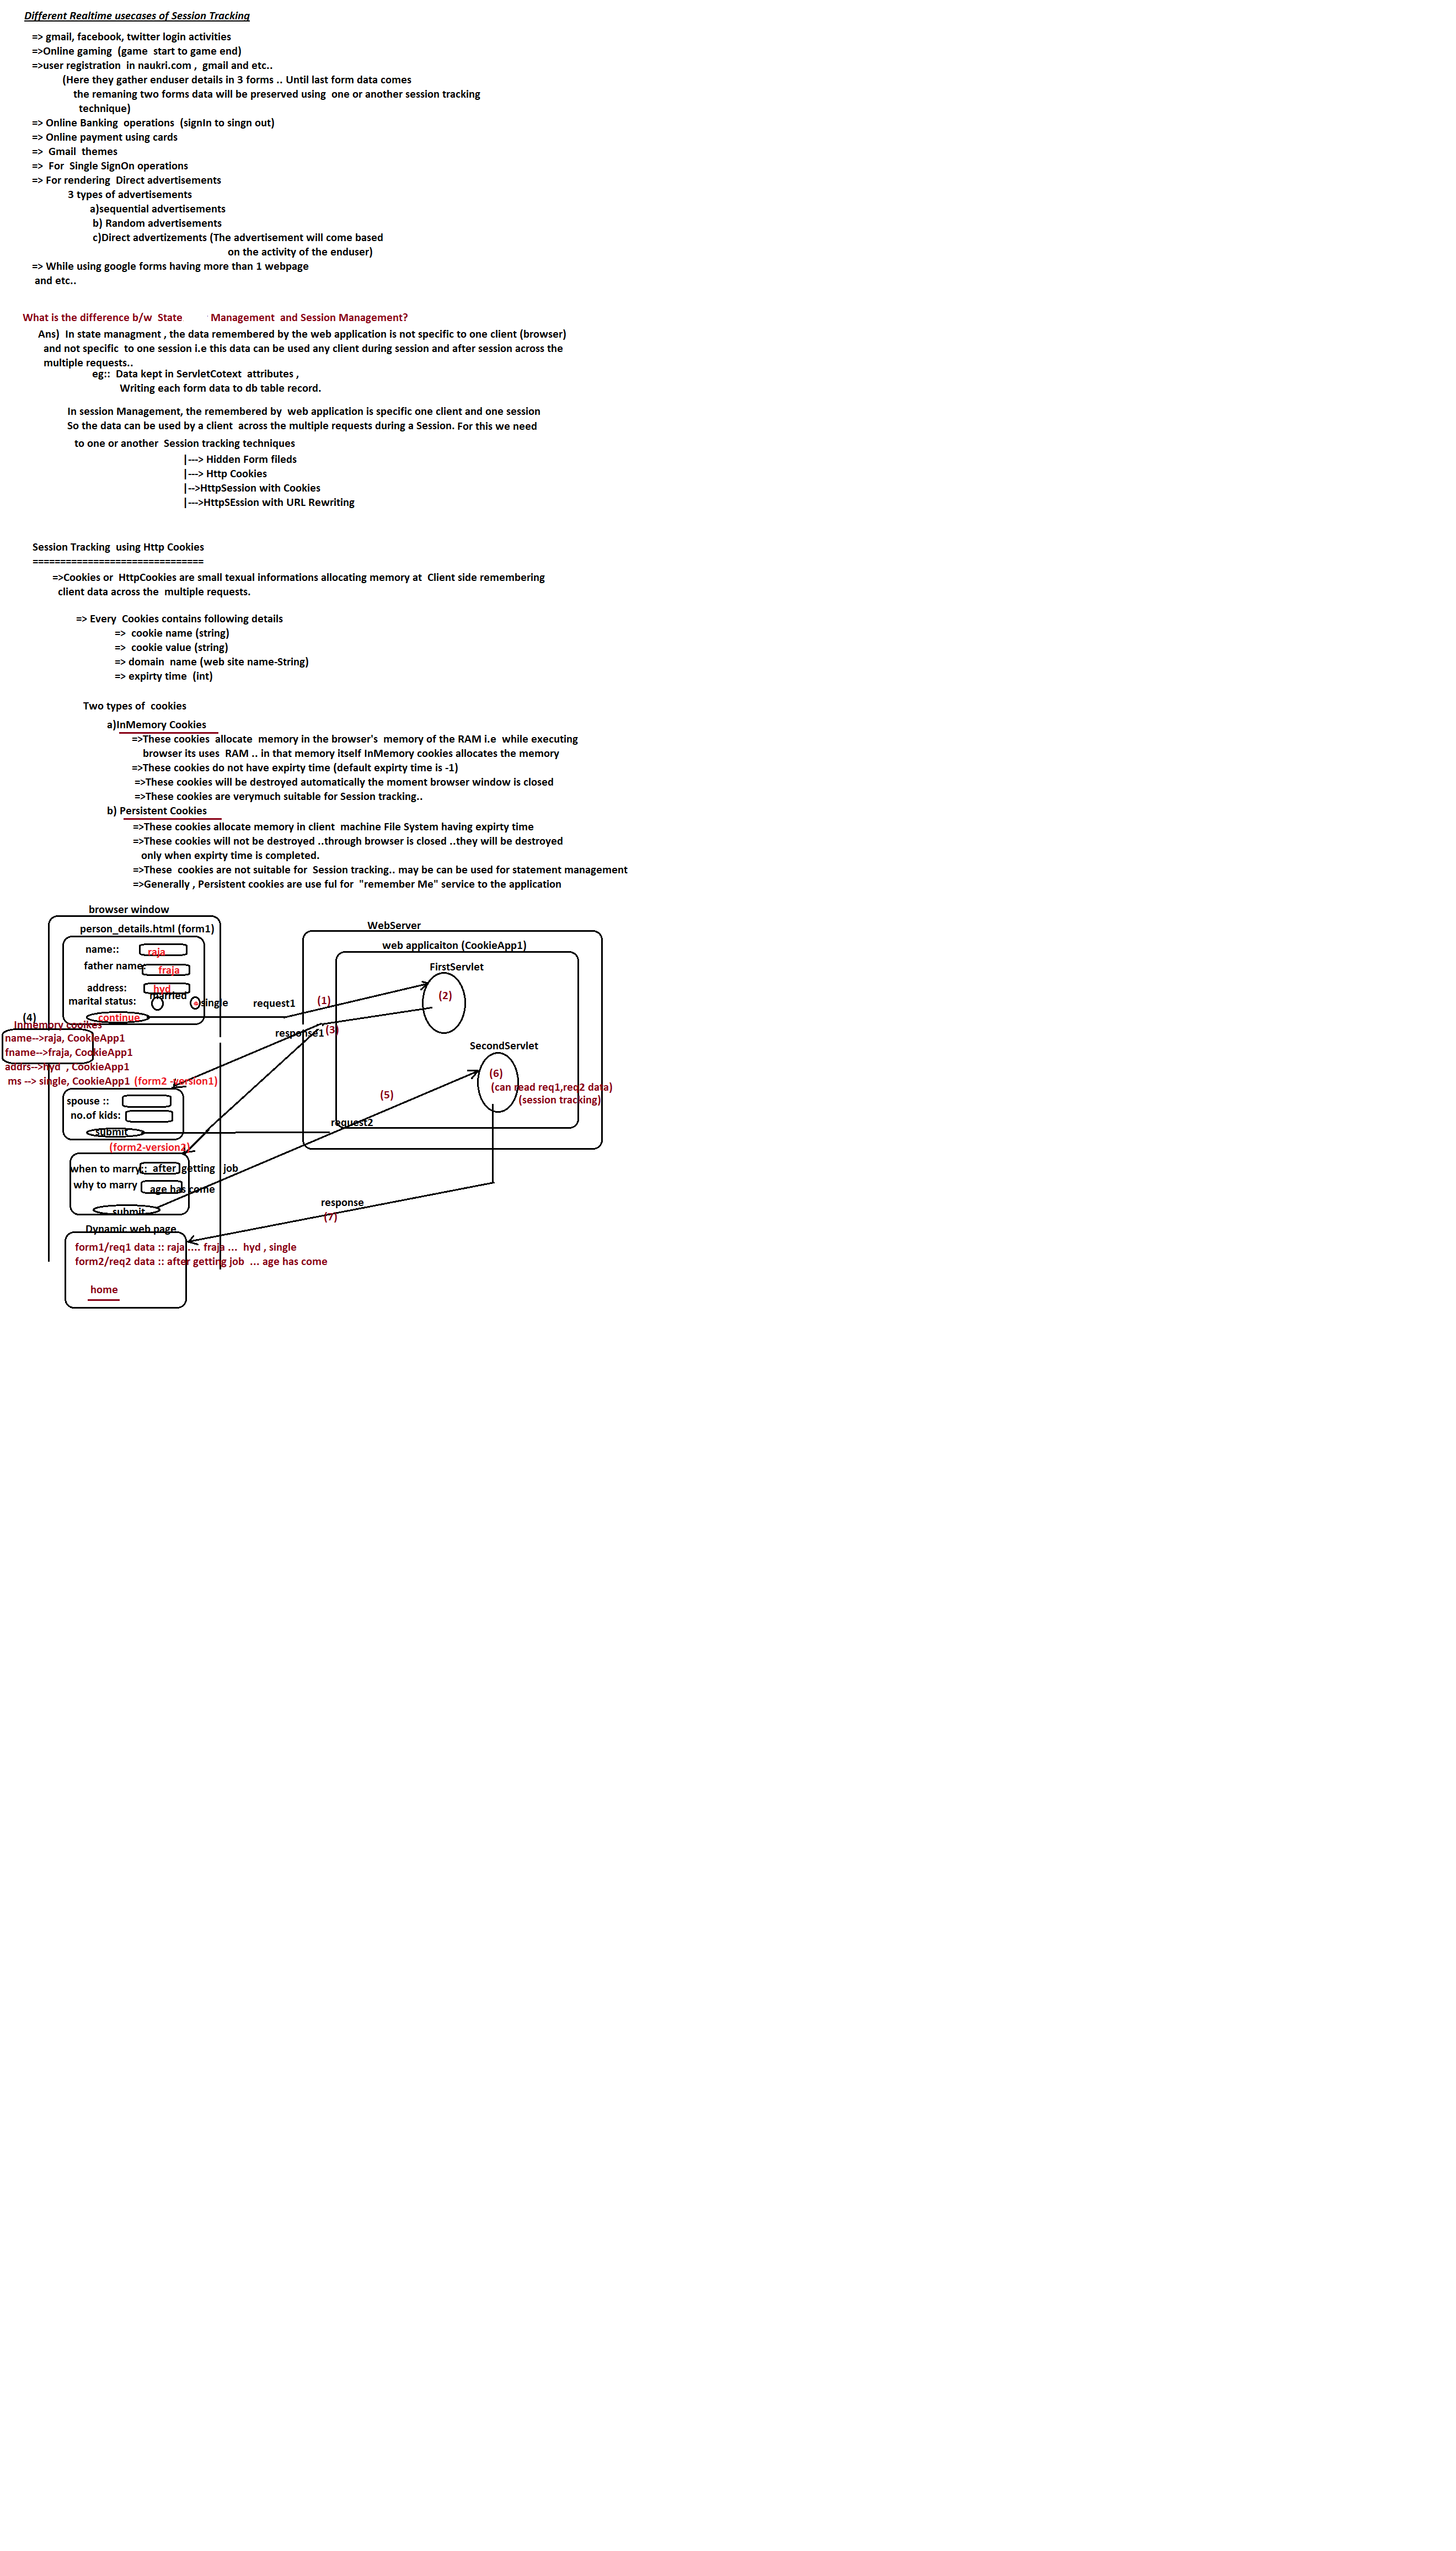 Different Realtime usecases of Session Tracking
=> gmail, facebook, twitter login activities
=>Online gaming (game start to game end)
=>user registration in naukri.com , gmail and etc..
(Here they gather enduser details in 3 forms .. Until last form data comes
the remaning two forms data will be preserved using one or another session tracking
technique)
=> Online Banking operations (signIn to singn out)
=> Online payment using cards
=> Gmail themes
=> For Single SignOn operations
=> For rendering Direct advertisements
3 types of advertisements
a)sequential advertisements
b) Random advertisements
c)Direct advertizements (The advertisement will come based
on the activity of the enduser)
=> While using google forms having more than 1 webpage
and etc..
What is the difference b/w State Management and Session Management?
Ans) In state managment , the data remembered by the web application is not specific to one client (browser)
and not specific to one session i.e this data can be used any client during session and after session across the
multiple requests..
eg:: Data kept in ServletCotext attributes ,
Writing each form data to db table record.
In session Management, the remembered by web application is specific one client and one session
So the data can be used by a client across the multiple requests during a Session. For this we need
to one or another Session tracking techniques
|---> Hidden Form fileds
|---> Http Cookies
|-->HttpSession with Cookies
|--->HttpSEssion with URL Rewriting
Session Tracking using Http Cookies
===============================
=>Cookies or HttpCookies are small texual informations allocating memory at Client side remembering
client data across the multiple requests.
=> Every Cookies contains following details
=> cookie name (string)
=> cookie value (string)
=> domain name (web site name-String)
=> expirty time (int)
Two types of cookies
a)InMemory Cookies
=>These cookies allocate memory in the browser's memory of the RAM i.e while executing
browser its uses RAM .. in that memory itself InMemory cookies allocates the memory
=>These cookies do not have expirty time (default expirty time is -1)
=>These cookies will be destroyed automatically the moment browser window is closed
=>These cookies are verymuch suitable for Session tracking..
b) Persistent Cookies
=>These cookies allocate memory in client machine File System having expirty time
=>These cookies will not be destroyed ..through browser is closed ..they will be destroyed
only when expirty time is completed.
=>These cookies are not suitable for Session tracking.. may be can be used for statement management
=>Generally , Persistent cookies are use ful for "remember Me" service to the application
browser window
WebServer
person_details.html (form1)
web applicaiton (CookieApp1)
name:: raja
father name: fraja
FirstServlet
address: hyd
marital status: married single
request1
(1)
(2)
continue
(4)
Inmemory cookies
response1 (3)
name-->raja, CookieApp1
fname-->fraja, CookieApp1
SecondServlet
addrs-->hyd , CookieApp1
ms --> single, CookieApp1 (form2 -version1)
(6)
(can read req1,req2 data)
(session tracking)
(5)
spouse ::
no.of kids:
submit
request2
(form2-version2)
when to marry:: after getting job
why to marry age has come
submit
response
(7)
Dynamic web page
form1/req1 data :: raja .... fraja ... hyd , single
form2/req2 data :: after getting job ... age has come
home